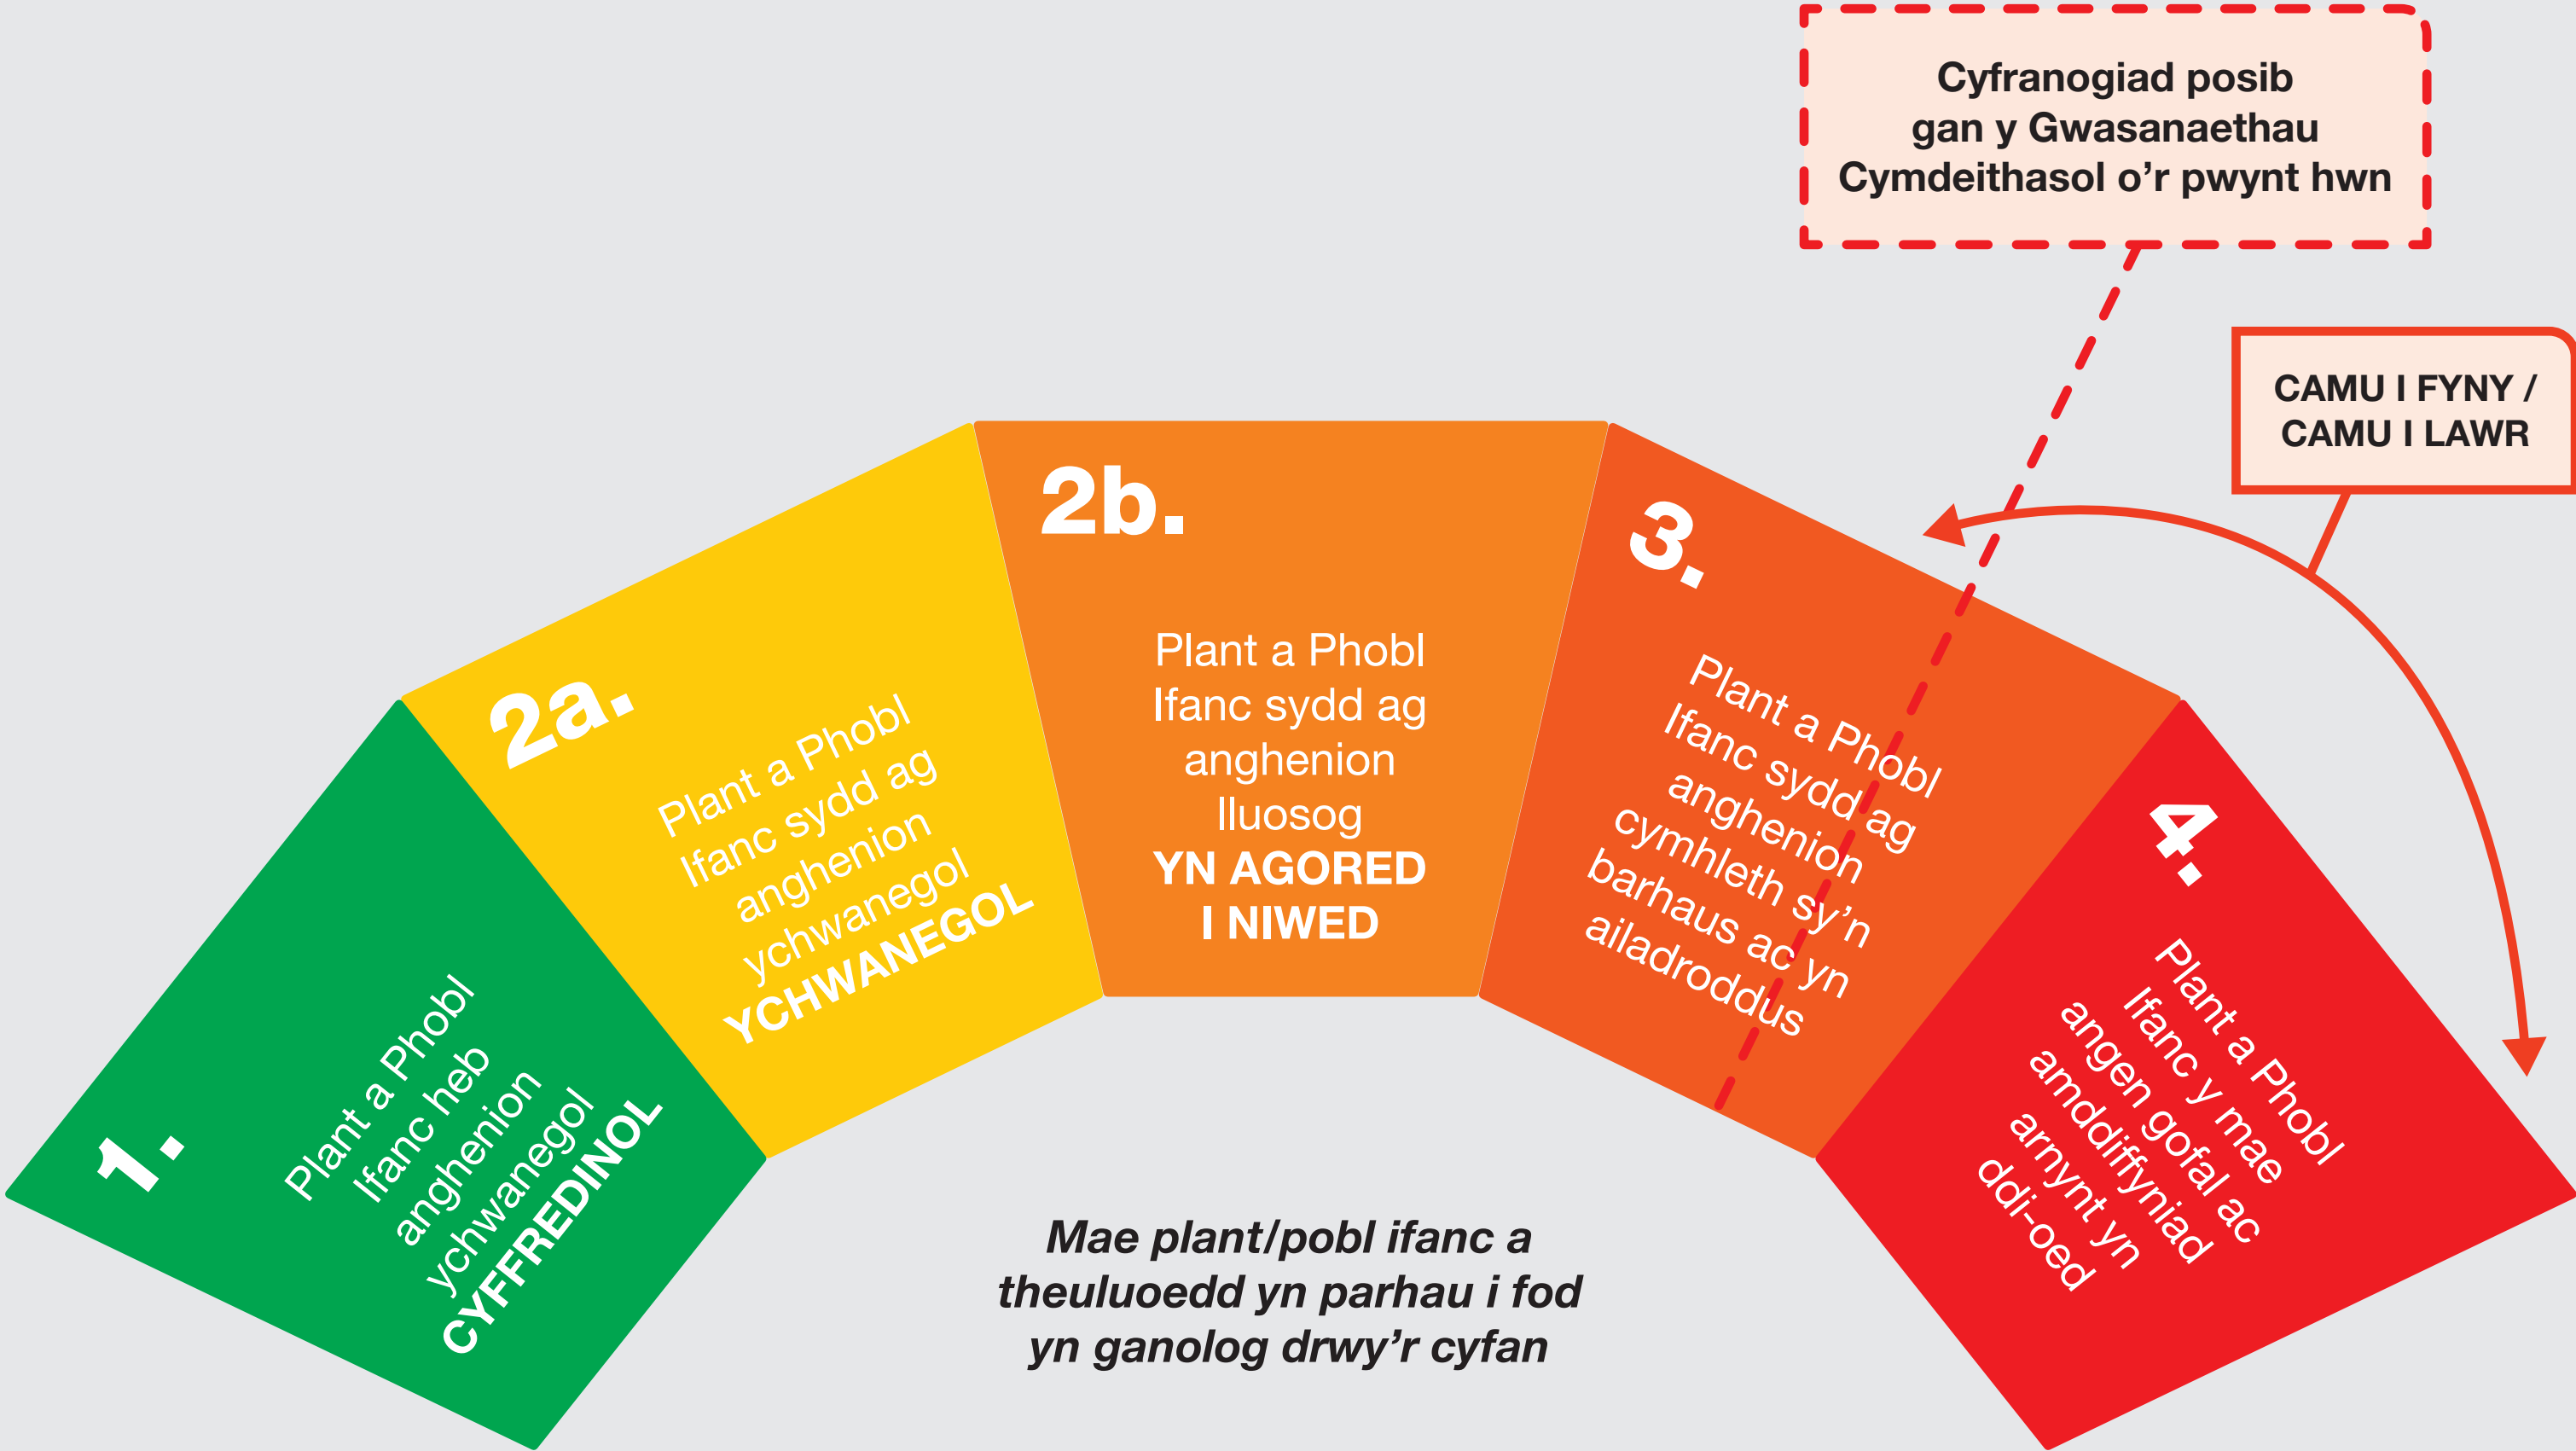 Cyfranogiad posib
gan y Gwasanaethau
Cymdeithasol o'r pwynt hwn
CAMU I FYNY /
CAMU I LAWR
1.
Plant a Phobl
Ifanc heb
anghenion
ychwanegol
CYFFREDINOL
2a.
Plant a Phobl
Ifanc sydd ag
anghenion
ychwanegol
YCHWANEGOL
2b.
Plant a Phobl
Ifanc sydd ag
anghenion
lluosog
YN AGORED
I NIWED
3.
Plant a Phobl
Ifanc sydd ag
anghenion
cymhleth sy'n
barhaus ac yn
ailadroddus
4.
Plant a Phobl
Ifanc y mae
angen gofal ac
amddiffyniad
arnynt yn
ddi-oed
Mae plant/pobl ifanc a
theuluoedd yn parhau i fod
yn ganolog drwy'r cyfan